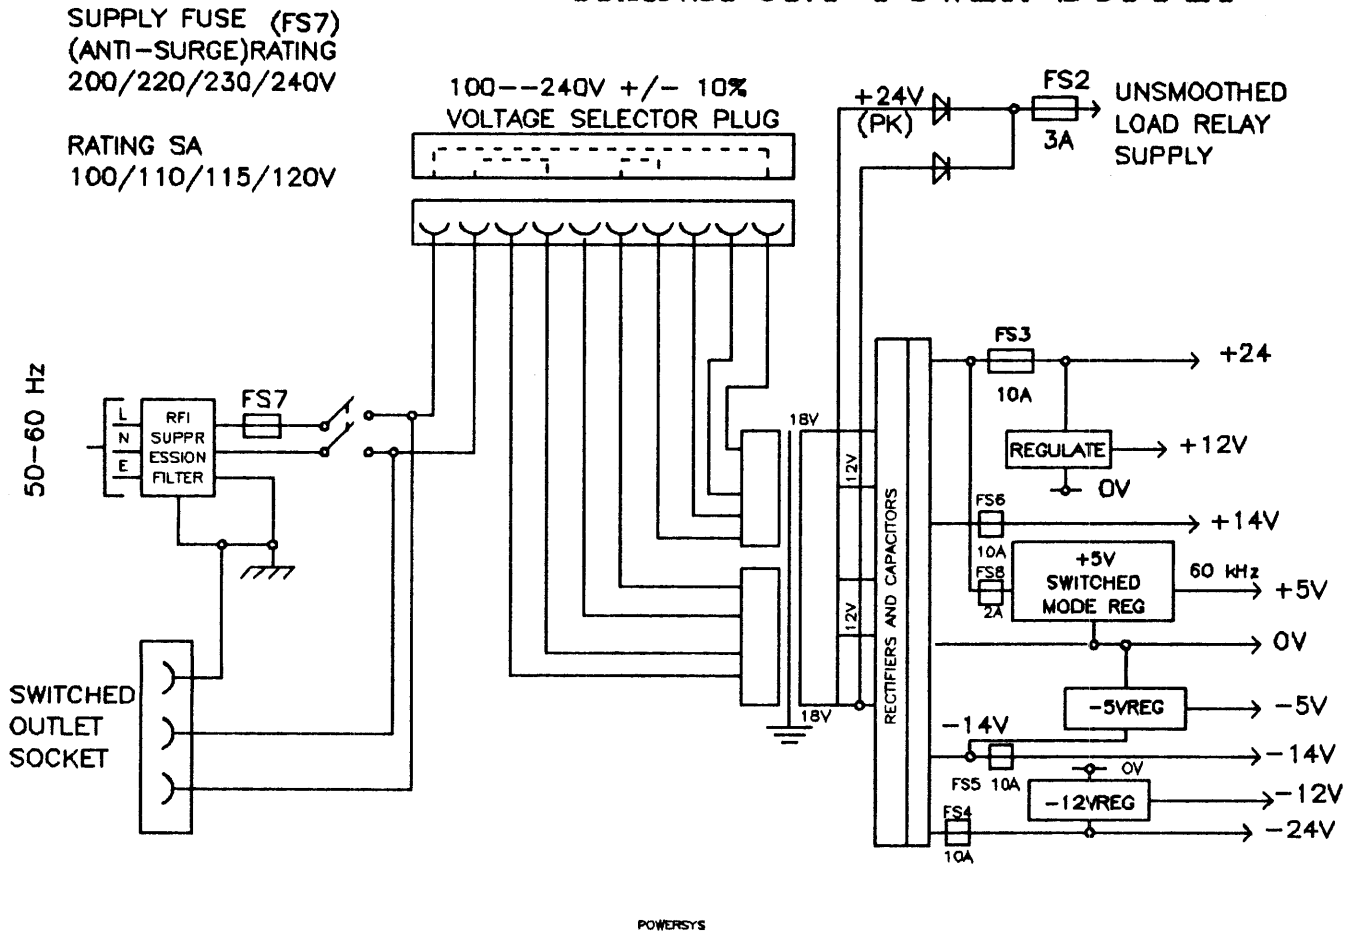 SUPPLY FUSE (FS7)
(ANTI-SURGE)RATING
200/220/230/240V
RATING SA
100/110/115/120V
100--240V +/- 10%
VOLTAGE SELECTOR PLUG
+24V
(PK)
FS2
3A
UNSMOOTHED
LOAD RELAY
SUPPLY
50-60 Hz
L
N
E
RFI
SUPPR
ESSION
FILTER
FS7
SWITCHED
OUTLET
SOCKET
18V
12V
12V
18V
RECTIFIERS AND CAPACITORS
FS3
10A
+24
REGULATE
+12V
0V
FS6
10A
+14V
FS8
2A
+5V
SWITCHED
MODE REG
60 kHz
+5V
0V
-5VREG
-5V
-14V
FS5 10A
-14V
0V
-12VREG
-12V
FS4
10A
-24V
POWERSYS